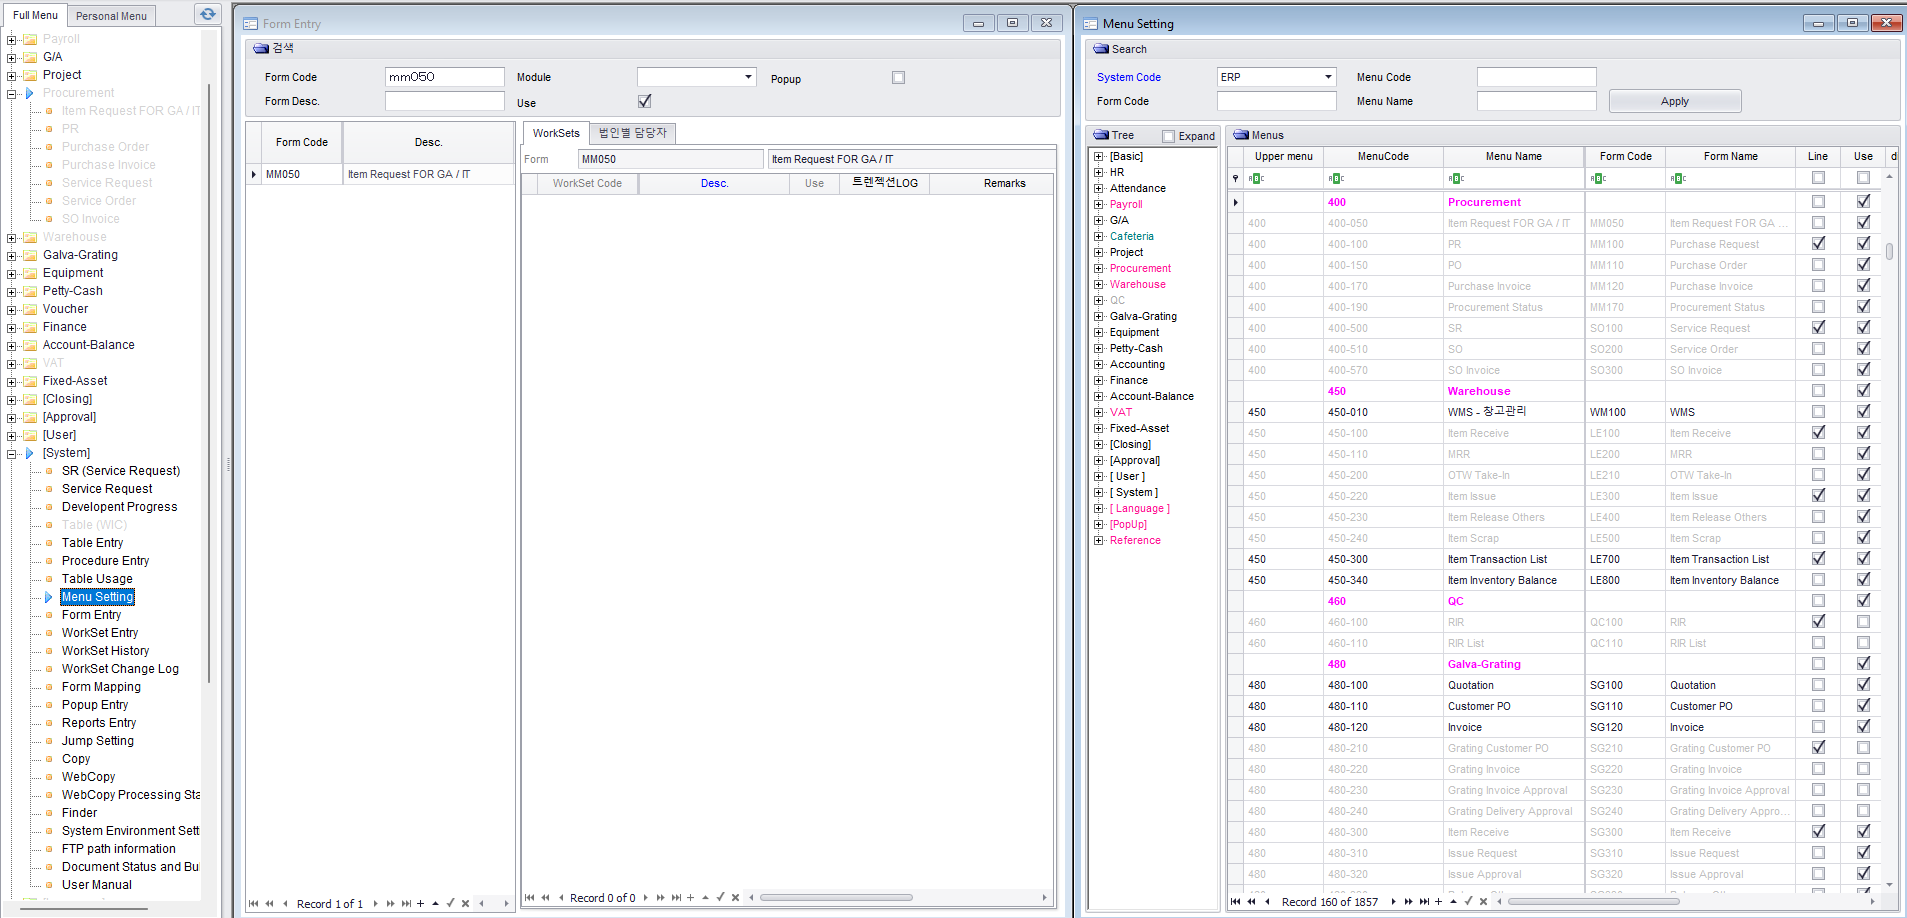 Full Menu
Personal Menu
Payroll
G/A
Project
Procurement
Item Request FOR GA / IT
PR
Purchase Order
Purchase Invoice
Service Request
Service Order
SO Invoice
Warehouse
Galva-Grating
Equipment
Petty-Cash
Voucher
Finance
Account-Balance
VAT
Fixed-Asset
[Closing]
[Approval]
[User]
[System]
SR (Service Request)
Service Request
Developent Progress
Table (WIC)
Table Entry
Procedure Entry
Table Usage
Menu Setting
Form Entry
WorkSet Entry
WorkSet History
WorkSet Change Log
Form Mapping
Popup Entry
Reports Entry
Jump Setting
Copy
WebCopy
WebCopy Processing Sta
Finder
System Environment Sett
FTP path information
Document Status and Bu
User Manual
Form Entry
검색
Form Code mm050 Module Popup
Form Desc. Use
Form Code Desc.
MM050 Item Request FOR GA / IT
Record 1 of 1
WorkSets 법인별 담당자
Form MM050 Item Request FOR GA / IT
WorkSet Code Desc. Use 트렌젝션LOG Remarks
Record 0 of 0
Menu Setting
Search
System Code ERP Menu Code
Form Code Menu Name Apply
Tree Expand
[Basic]
HR
Attendance
Payroll
G/A
Cafeteria
Project
Procurement
Warehouse
QC
Galva-Grating
Equipment
Petty-Cash
Accounting
Finance
Account-Balance
VAT
Fixed-Asset
[Closing]
[Approval]
[ User ]
[ System ]
[ Language ]
[PopUp]
Reference
Menus
Upper menu MenuCode Menu Name Form Code Form Name Line Use d
ABC ABC ABC ABC ABC
400 Procurement
400 400-050 Item Request FOR GA / IT MM050 Item Request FOR GA ...
400 400-100 PR MM100 Purchase Request
400 400-150 PO MM110 Purchase Order
400 400-170 Purchase Invoice MM120 Purchase Invoice
400 400-190 Procurement Status MM170 Procurement Status
400 400-500 SR SO100 Service Request
400 400-510 SO SO200 Service Order
400 400-570 SO Invoice SO300 SO Invoice
450 Warehouse
450 450-010 WMS - 창고관리 WM100 WMS
450 450-100 Item Receive LE100 Item Receive
450 450-110 MRR LE200 MRR
450 450-200 OTW Take-In LE210 OTW Take-In
450 450-220 Item Issue LE300 Item Issue
450 450-230 Item Release Others LE400 Item Release Others
450 450-240 Item Scrap LE500 Item Scrap
450 450-300 Item Transaction List LE700 Item Transaction List
450 450-340 Item Inventory Balance LE800 Item Inventory Balance
460 QC
460 460-100 RIR QC100 RIR
460 460-110 RIR List QC110 RIR List
480 Galva-Grating
480 480-100 Quotation SG100 Quotation
480 480-110 Customer PO SG110 Customer PO
480 480-120 Invoice SG120 Invoice
480 480-210 Grating Customer PO SG210 Grating Customer PO
480 480-220 Grating Invoice SG220 Grating Invoice
480 480-230 Grating Invoice Approval SG230 Grating Invoice Approval
480 480-240 Grating Delivery Approval SG240 Grating Delivery Appro...
480 480-300 Item Receive SG300 Item Receive
480 480-310 Issue Request SG310 Issue Request
480 480-320 Issue Approval SG320 Issue Approval
Record 160 of 1857